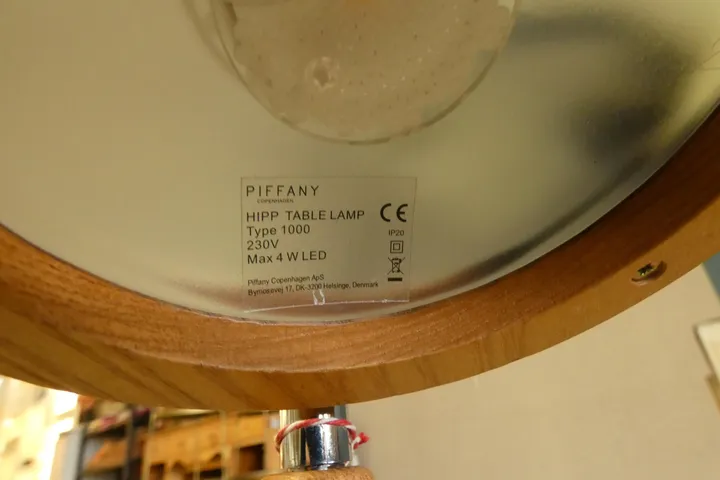 PIFFANY
COPENHAGEN
HIPP TABLE LAMP
Type 1000
230V
Max 4 W LED
CE
IP20
Piffany Copenhagen ApS
Bymosevej 17, DK-3200 Helsinge, Denmark